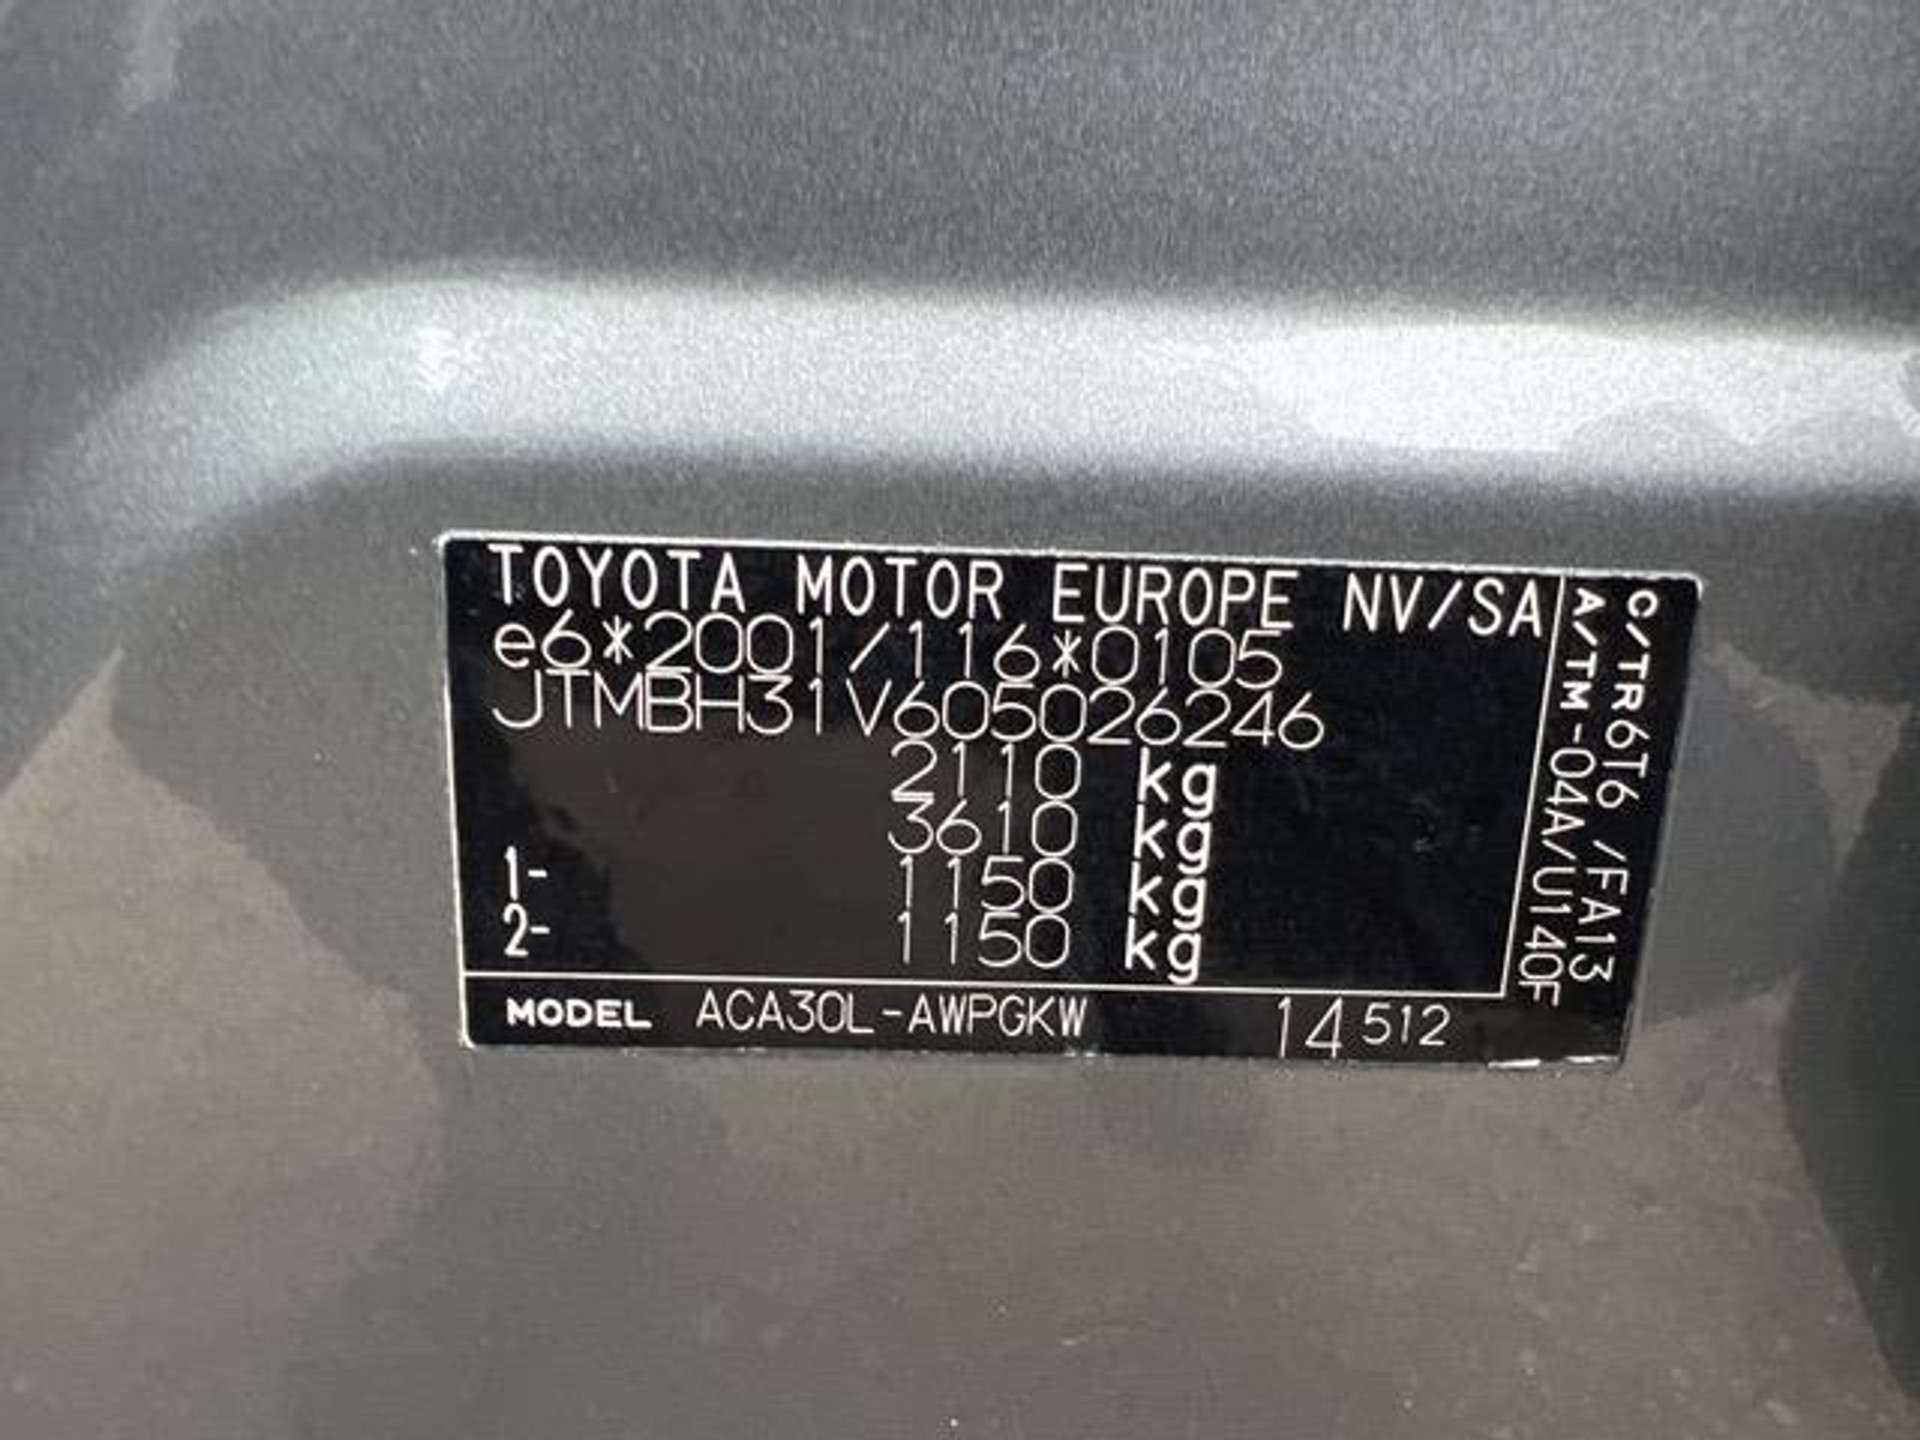 TOYOTA MOTOR EUROPE NV/SA
e6*2001/116*0105
JTMBH31V605026246
2110 kg
3610 kg
1- 1150 kg
2- 1150 kg
MODEL ACA30L-AWPGKW 14 512
C/TR6T6 /FA13
A/TM-04A/U140F